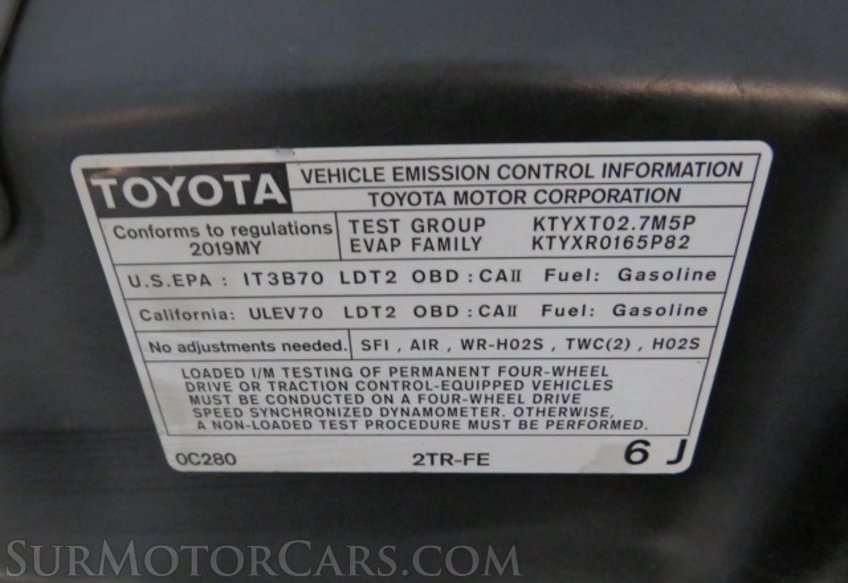 TOYOTA
VEHICLE EMISSION CONTROL INFORMATION
TOYOTA MOTOR CORPORATION
Conforms to regulations
2019MY
TEST GROUP KTYXT02.7M5P
EVAP FAMILY KTYXR0165P82
U.S.EPA : IT3B70 LDT2 OBD : CAII Fuel: Gasoline
California: ULEV70 LDT2 OBD : CAII Fuel: Gasoline
No adjustments needed. SFI , AIR , WR-HO2S , TWC(2) , HO2S
LOADED I/M TESTING OF PERMANENT FOUR-WHEEL
DRIVE OR TRACTION CONTROL-EQUIPPED VEHICLES
MUST BE CONDUCTED ON A FOUR-WHEEL DRIVE
SPEED SYNCHRONIZED DYNAMOMETER. OTHERWISE,
A NON-LOADED TEST PROCEDURE MUST BE PERFORMED.
0C280 2TR-FE 6 J
SURMOTORCARS.COM